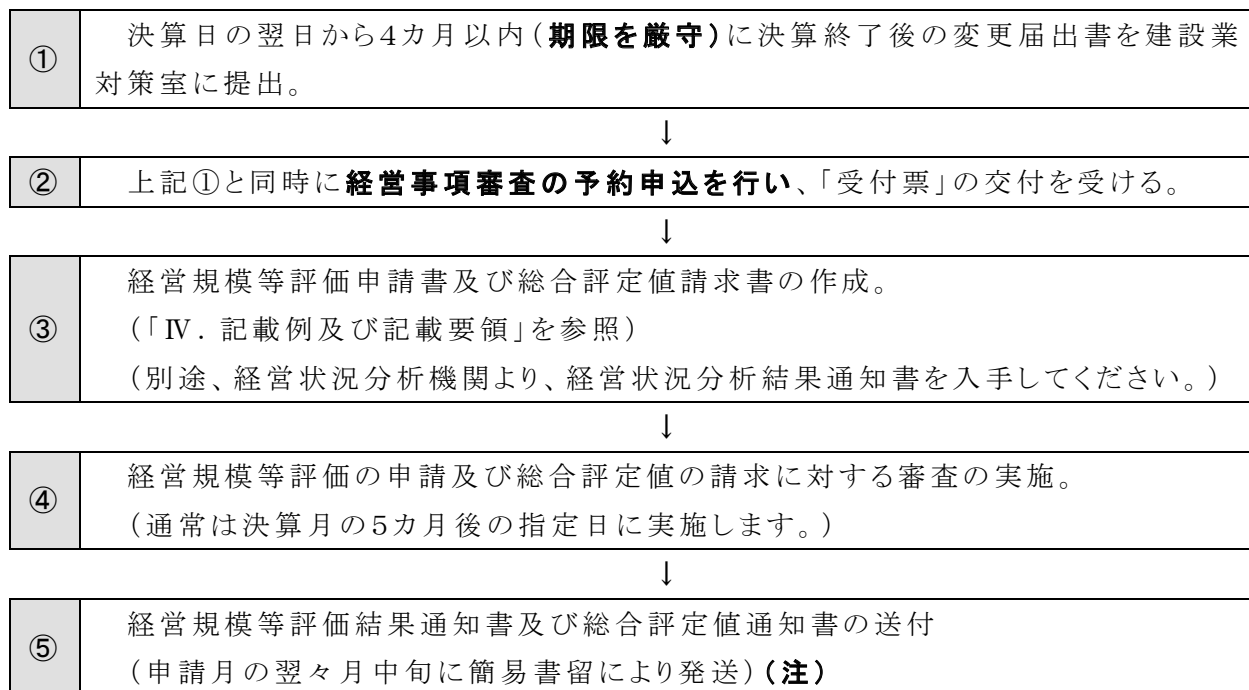 ①
決算日の翌日から4カ月以内(期限を厳守)に決算終了後の変更届出書を建設業
対策室に提出。
↓
②
上記①と同時に経営事項審査の予約申込を行い、「受付票」の交付を受ける。
↓
③
経営規模等評価申請書及び総合評定値請求書の作成。
(「Ⅳ. 記載例及び記載要領」を参照)
(別途、経営状況分析機関より、経営状況分析結果通知書を入手してください。)
↓
④
経営規模等評価の申請及び総合評定値の請求に対する審査の実施。
(通常は決算月の5カ月後の指定日に実施します。)
↓
⑤
経営規模等評価結果通知書及び総合評定値通知書の送付
(申請月の翌々月中旬に簡易書留により発送)(注)